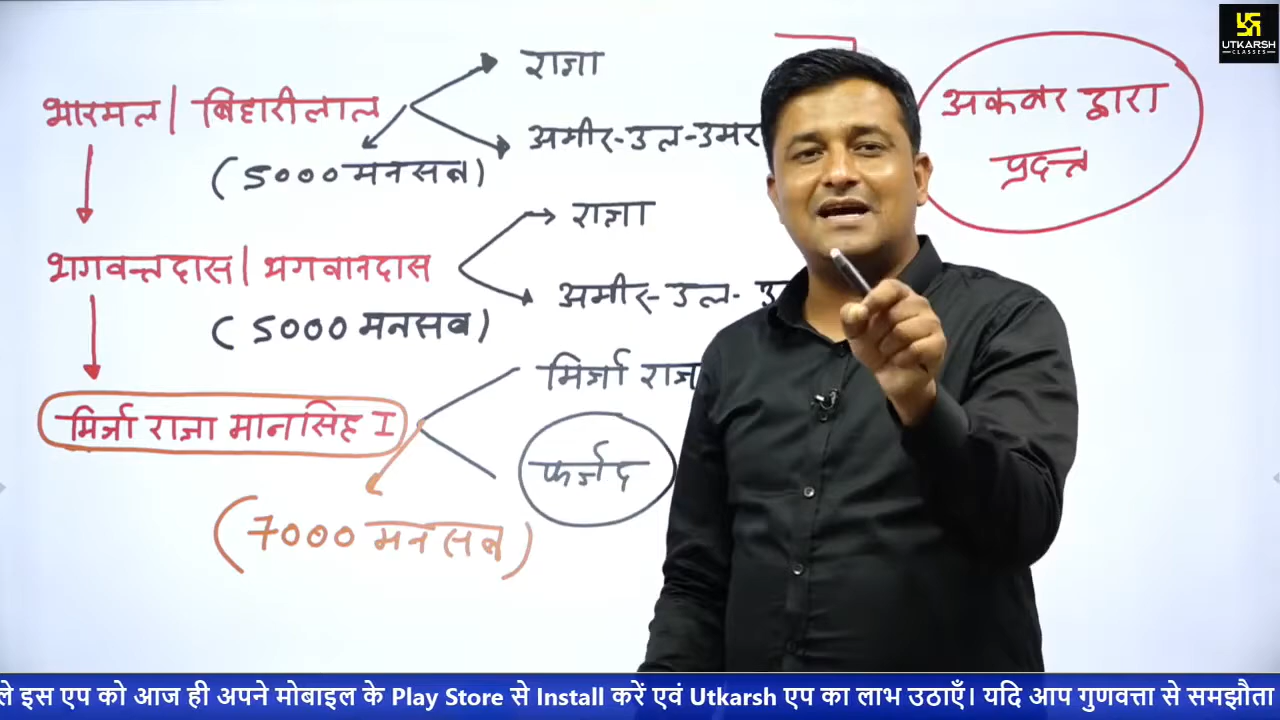 UTKARSH
CLASSES
राजा
भारमल | बिहारीलाल
अमीर-उल-उमर
(5000 मनसब)
अकबर द्वारा
प्रदत्त
राजा
भगवन्तदास | भगवानदास
अमीर-उल-
(5000 मनसब)
मिर्जा राजा
मिर्जा राजा मानसिंह I
फर्जद
(7000 मनसब)
ले इस एप को आज ही अपने मोबाइल के Play Store से Install करें एवं Utkarsh एप का लाभ उठाएँ। यदि आप गुणवत्ता से समझौता